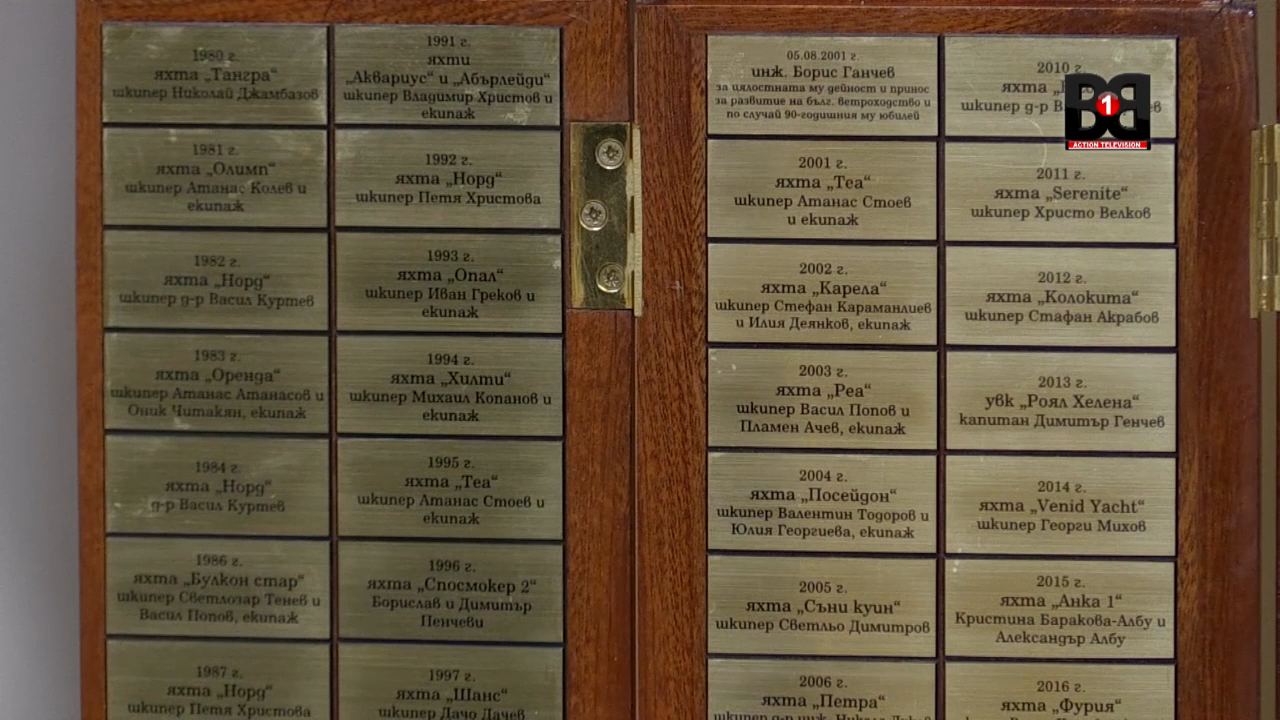 1980 г.
яхта „Тангра“
шкипер Николай Джамбазов
1981 г.
яхта „Олимп“
шкипер Атанас Колев и
екипаж
1982 г.
яхта „Норд“
шкипер д-р Васил Куртев
1983 г.
яхта „Оренда“
шкипер Атанас Атанасов и
Оник Читакян, екипаж
1984 г.
яхта „Норд“
д-р Васил Куртев
1986 г.
яхта „Булкон стар“
шкипер Светлозар Тенев и
Васил Попов, екипаж
1987 г.
яхта „Норд“
шкипер Петя Христова
1991 г.
яхти
„Аквариус“ и „Абърлейди“
шкипер Владимир Христов и
екипаж
1992 г.
яхта „Норд“
шкипер Петя Христова
1993 г.
яхта „Опал“
шкипер Иван Греков и
екипаж
1994 г.
яхта „Хилти“
шкипер Михаил Копанов и
екипаж
1995 г.
яхта „Теа“
шкипер Атанас Стоев и
екипаж
1996 г.
яхта „Спосмокер 2“
Борислав и Димитър
Пенчеви
1997 г.
яхта „Шанс“
шкипер Дачо Дачев
05.08.2001 г.
инж. Борис Ганчев
за цялостната му дейност и принос
за развитие на бълг. ветроходство и
по случай 90-годишния му юбилей
2001 г.
яхта „Теа“
шкипер Атанас Стоев
и екипаж
2002 г.
яхта „Карела“
шкипер Стефан Караманлиев
и Илия Деянков, екипаж
2003 г.
яхта „Реа“
шкипер Васил Попов и
Пламен Ачев, екипаж
2004 г.
яхта „Посейдон“
шкипер Валентин Тодоров и
Юлия Георгиева, екипаж
2005 г.
яхта „Съни куин“
шкипер Светльо Димитров
2006 г.
яхта „Петра“
шкипер д-р инж. Никола
2010 г.
яхта
шкипер д-р
2011 г.
яхта „Serenite“
шкипер Христо Велков
2012 г.
яхта „Колокита“
шкипер Стафан Акрабов
2013 г.
увк „Роял Хелена“
капитан Димитър Генчев
2014 г.
яхта „Venid Yacht“
шкипер Георги Михов
2015 г.
яхта „Анка 1“
Кристина Баракова-Албу и
Александър Албу
2016 г.
яхта „Фурия“
BB
1
ACTION TELEVISION